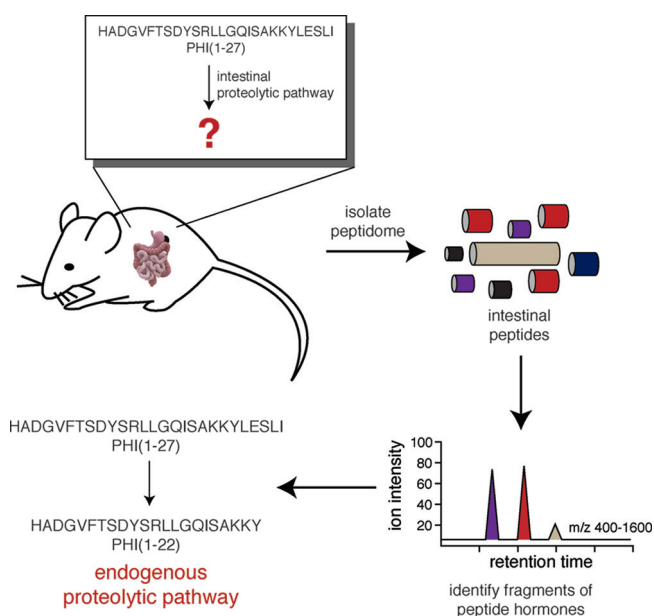 HADGVFTSDYSRLLGQISAKKYLESLI
PHI(1-27)
intestinal
proteolytic pathway
?
isolate
peptidome
intestinal
peptides
HADGVFTSDYSRLLGQISAKKYLESLI
PHI(1-27)
HADGVFTSDYSRLLGQISAKKY
PHI(1-22)
endogenous
proteolytic pathway
ion intensity
100
80
60
40
20
m/z 400-1600
retention time
identify fragments of
peptide hormones